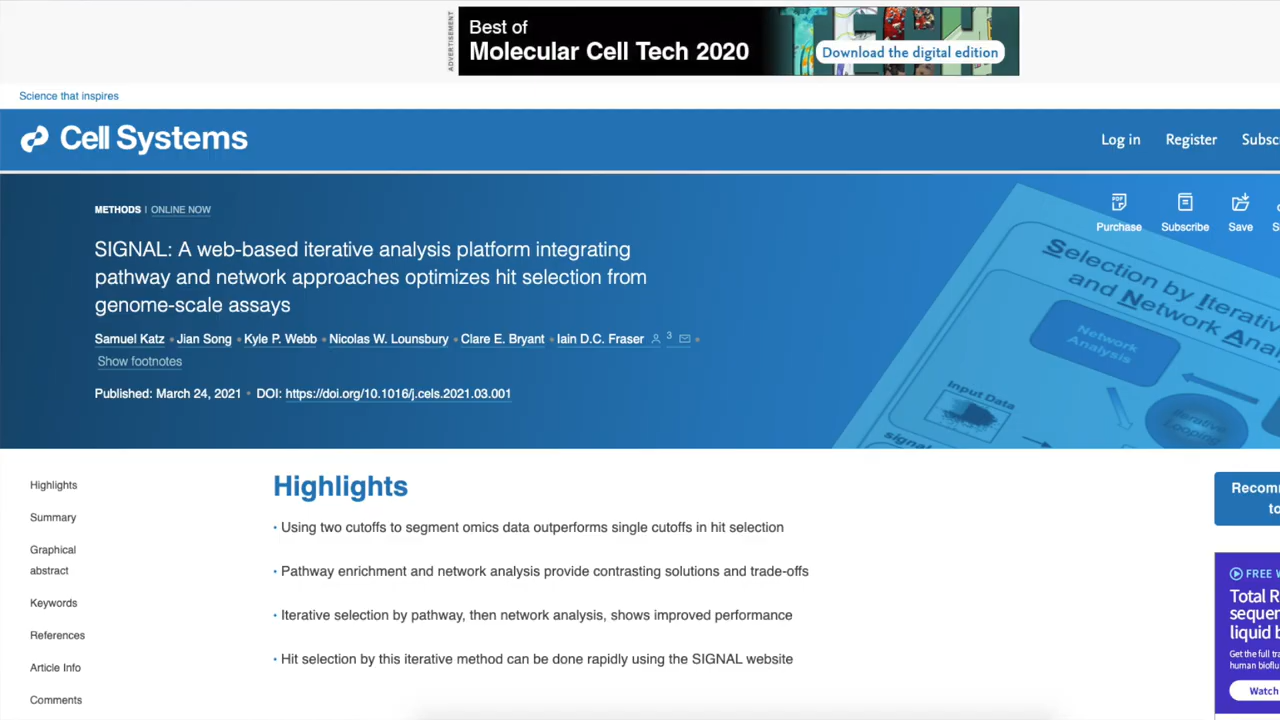 ADVERTISEMENT
Best of
Molecular Cell Tech 2020
Download the digital edition
Science that inspires
Cell Systems
Log in
Register
Subsc
METHODS | ONLINE NOW
Purchase
Subscribe
Save
SIGNAL: A web-based iterative analysis platform integrating
pathway and network approaches optimizes hit selection from
genome-scale assays
Samuel Katz • Jian Song • Kyle P. Webb • Nicolas W. Lounsbury • Clare E. Bryant • Iain D.C. Fraser 3 •
Show footnotes
Published: March 24, 2021 • DOI: https://doi.org/10.1016/j.cels.2021.03.001
Selection by Iterative
and Network Ana
Network
Analysis
Input Data
Iterative
Looping
signal
Highlights
Summary
Graphical
abstract
Keywords
References
Article Info
Comments
Highlights
• Using two cutoffs to segment omics data outperforms single cutoffs in hit selection
• Pathway enrichment and network analysis provide contrasting solutions and trade-offs
• Iterative selection by pathway, then network analysis, shows improved performance
• Hit selection by this iterative method can be done rapidly using the SIGNAL website
Recomm
to
FREE W
Total R
sequen
liquid b
Get the full tra
human bioflu
Watch